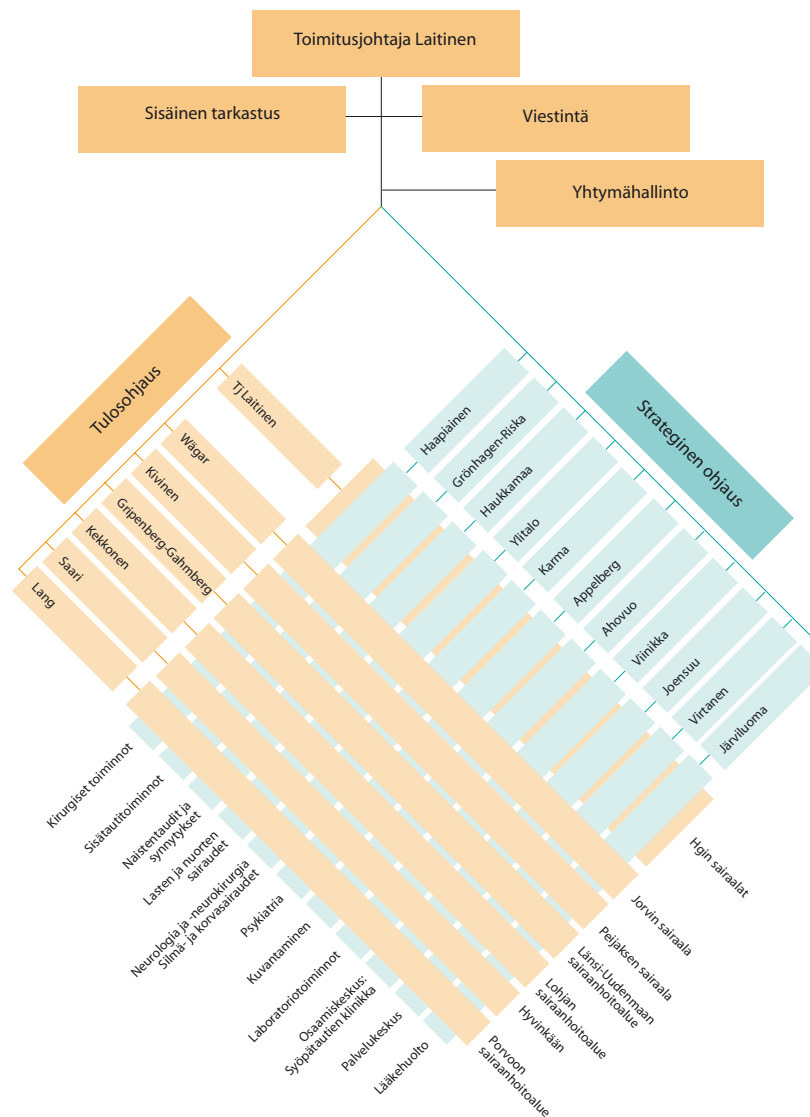 Toimitusjohtaja Laitinen
Sisäinen tarkastus
Viestintä
Yhtymähallinto
Tulosohjaus
Strateginen ohjaus
Tj Laitinen
Wägar
Kivinen
Gripenberg-Gahmberg
Kekkonen
Saari
Lang
Haapiainen
Grönhagen-Riska
Haukkamaa
Ylitalo
Karma
Appelberg
Ahovuo
Viinikka
Joensuu
Virtanen
Järviluoma
Kirurgiset toiminnot
Sisätautitoiminnot
Naistentaudit ja
synnytykset
Lasten ja nuorten
sairaudet
Neurologia ja -neurokirurgia
Silmä- ja korvasairaudet
Psykiatria
Kuvantaminen
Laboratoriotoiminnot
Osaamiskeskus:
Syöpätautien klinikka
Palvelukeskus
Lääkehuolto
Hgin sairaalat
Jorvin sairaala
Peijaksen sairaala
Länsi-Uudenmaan
sairaanhoitoalue
Lohjan
sairaanhoitoalue
Hyvinkään
Porvoon
sairaanhoitoalue